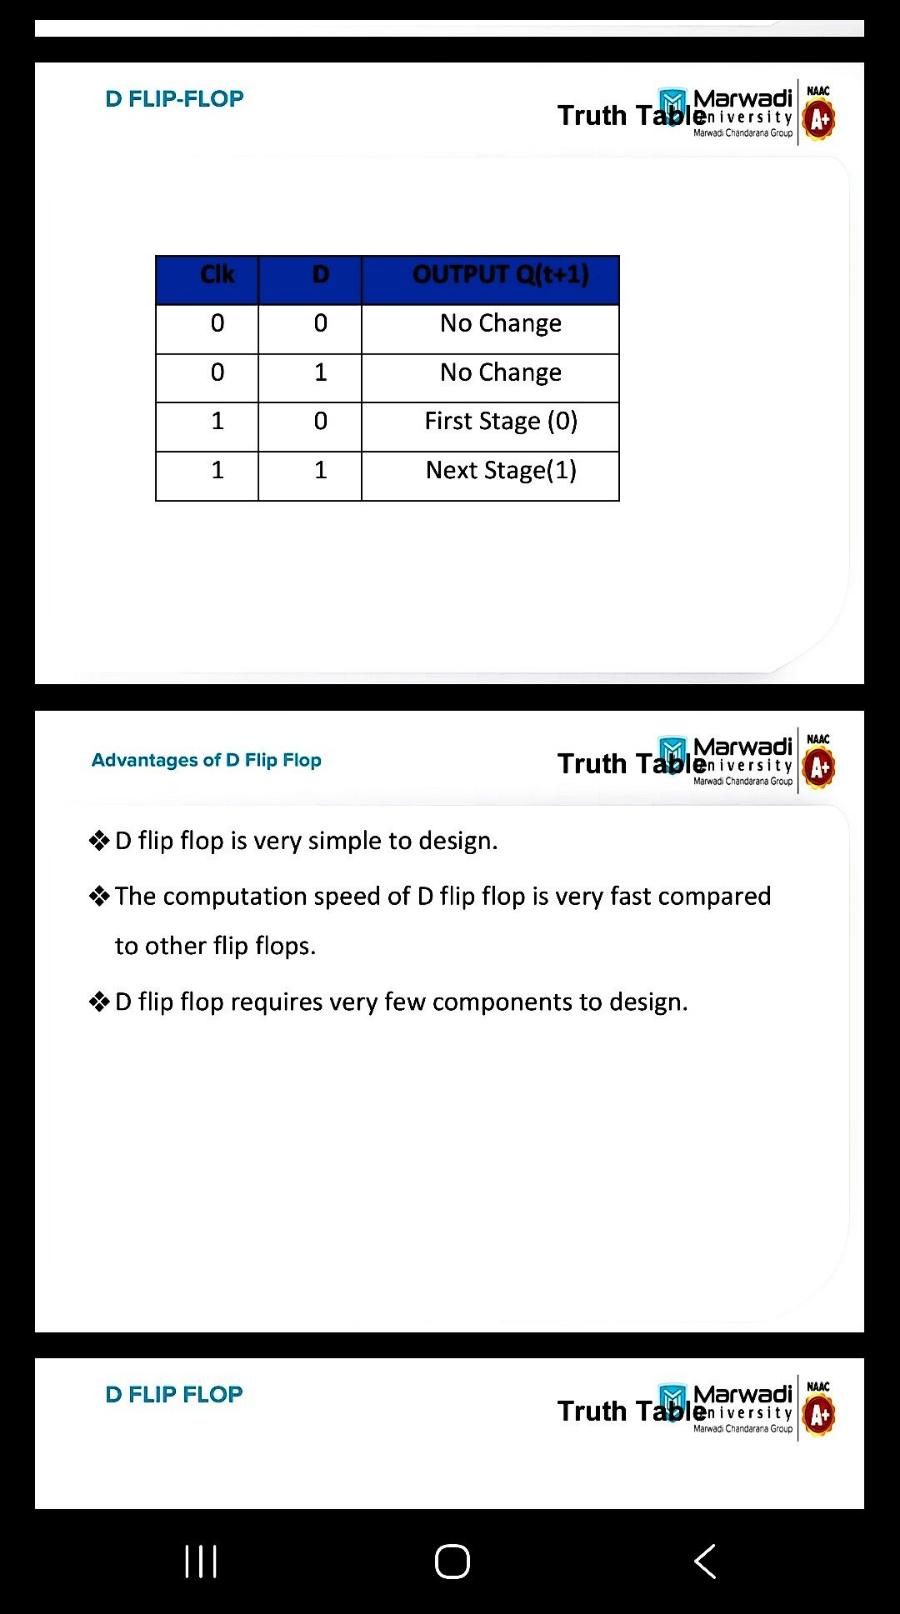 D FLIP-FLOP
Truth Table
Marwadi
University
Marwadi Chandarana Group
NAAC
A+
Clk D OUTPUT Q(t+1)
0 0 No Change
0 1 No Change
1 0 First Stage (0)
1 1 Next Stage(1)
Advantages of D Flip Flop
Truth Table
Marwadi
University
Marwadi Chandarana Group
NAAC
A+
❖ D flip flop is very simple to design.
❖ The computation speed of D flip flop is very fast compared
to other flip flops.
❖ D flip flop requires very few components to design.
D FLIP FLOP
Truth Table
Marwadi
University
Marwadi Chandarana Group
NAAC
A+